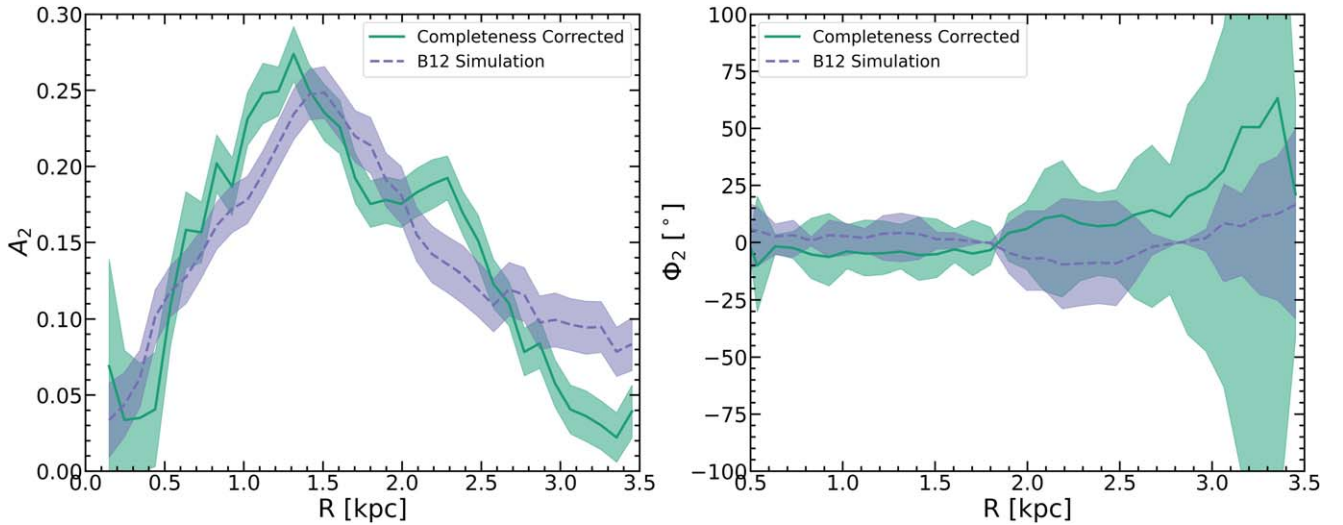 0.30
0.25
0.20
0.15
0.10
0.05
0.00
A₂
0.0 0.5 1.0 1.5 2.0 2.5 3.0 3.5
R [kpc]
Completeness Corrected
B12 Simulation
100
75
50
25
0
−25
−50
−75
−100
Φ₂ [°]
0.5 1.0 1.5 2.0 2.5 3.0 3.5
R [kpc]
Completeness Corrected
B12 Simulation